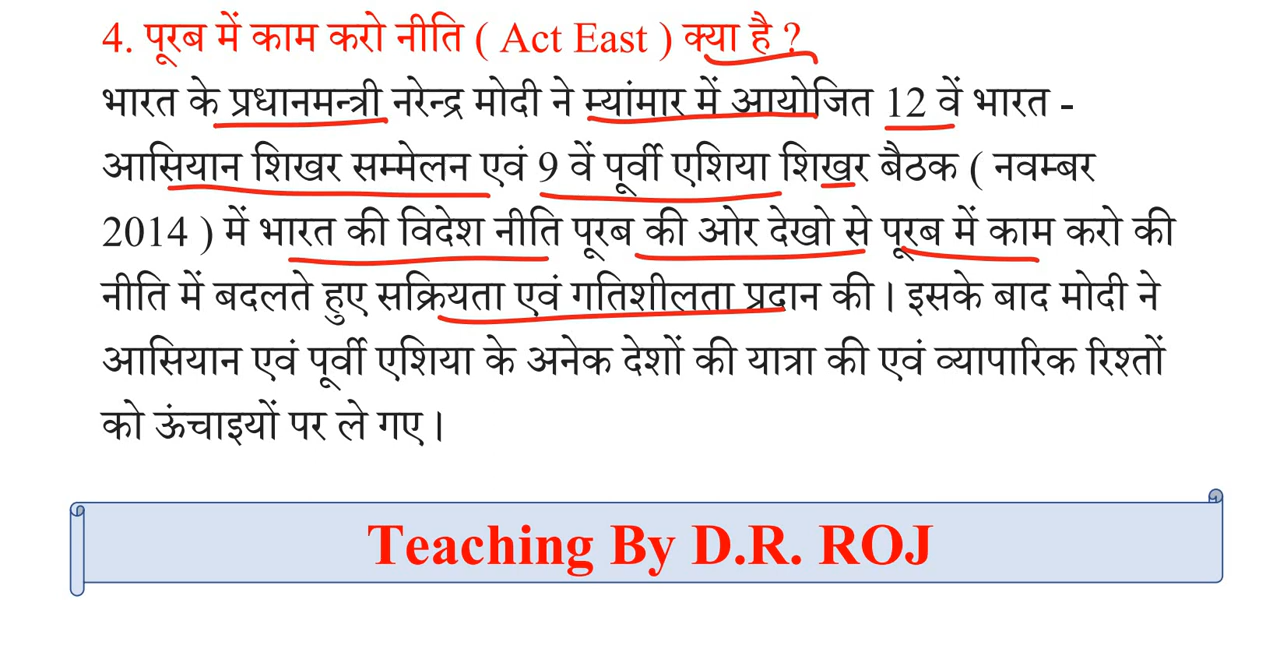 4. पूरब में काम करो नीति ( Act East ) क्या है ?
भारत के प्रधानमन्त्री नरेन्द्र मोदी ने म्यांमार में आयोजित 12 वें भारत -
आसियान शिखर सम्मेलन एवं 9 वें पूर्वी एशिया शिखर बैठक ( नवम्बर
2014 ) में भारत की विदेश नीति पूरब की ओर देखो से पूरब में काम करो की
नीति में बदलते हुए सक्रियता एवं गतिशीलता प्रदान की। इसके बाद मोदी ने
आसियान एवं पूर्वी एशिया के अनेक देशों की यात्रा की एवं व्यापारिक रिश्तों
को ऊंचाइयों पर ले गए।
Teaching By D.R. ROJ